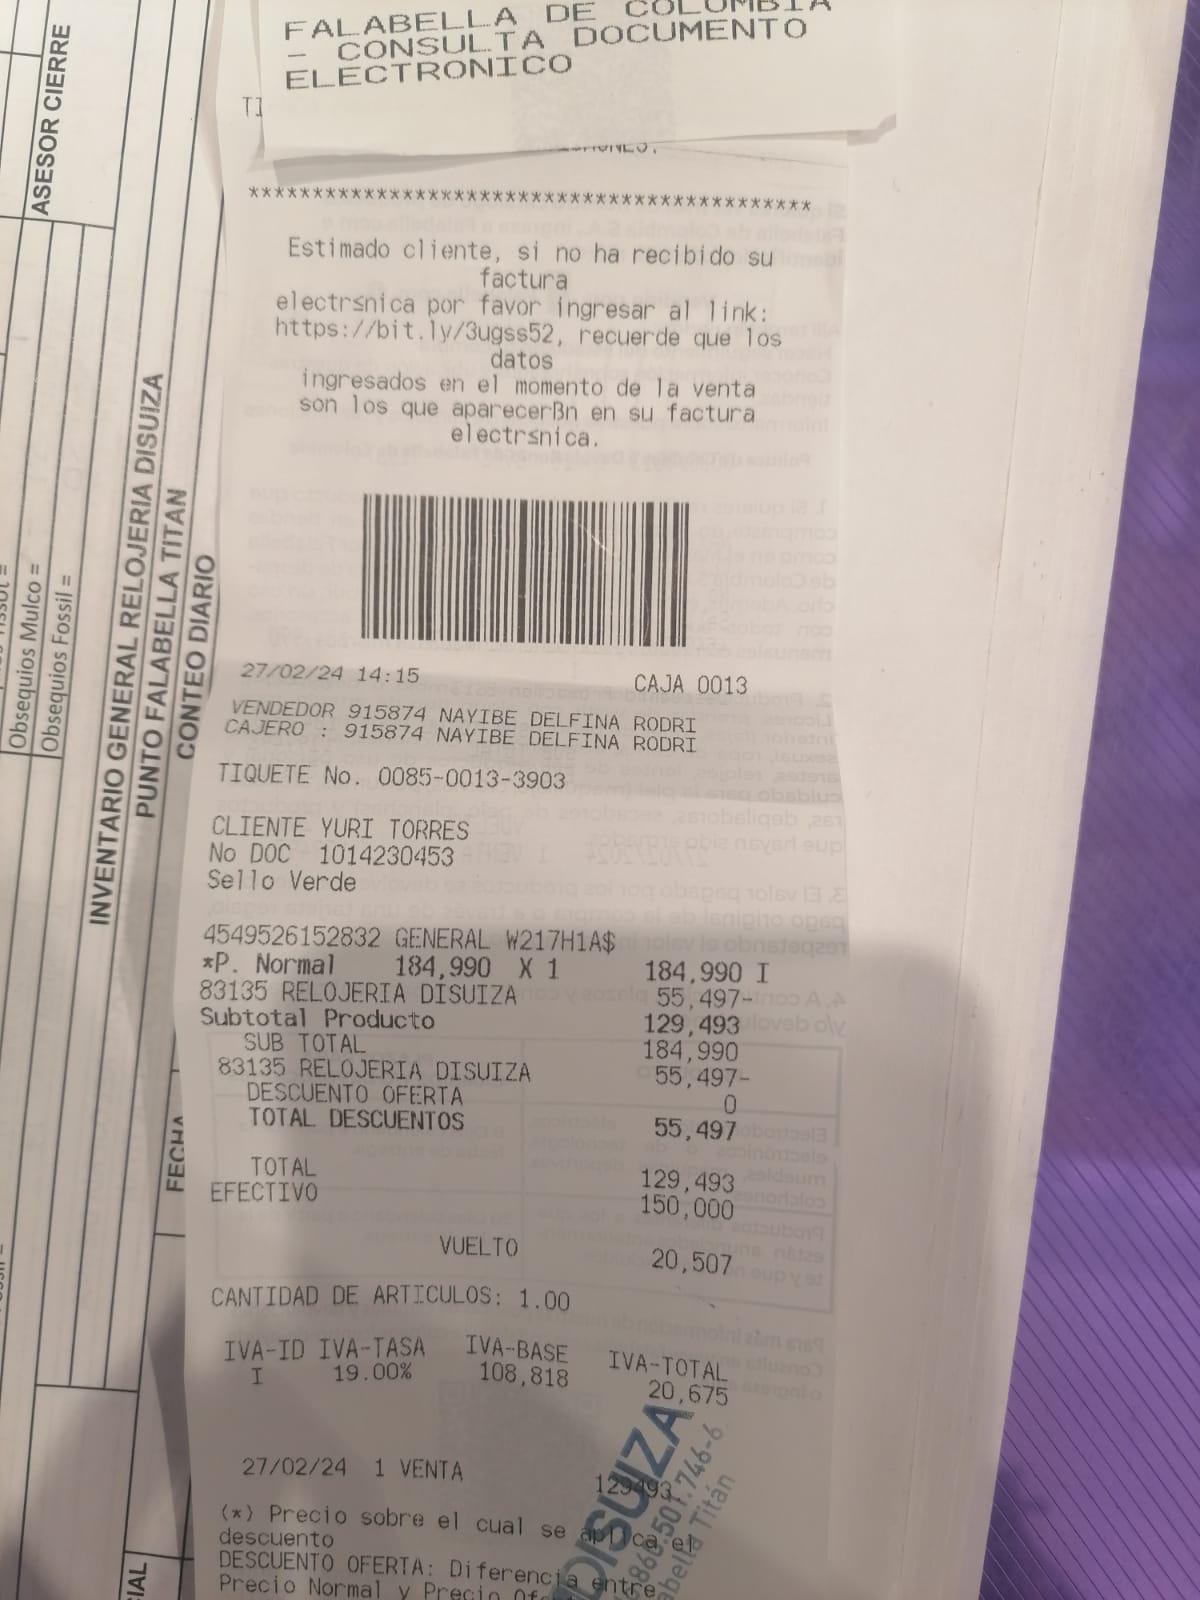 FALABELLA DE COLOMBIA
- CONSULTA DOCUMENTO
ELECTRONICO
****************************************************
Estimado cliente, si no ha recibido su
factura
electr≤nica por favor ingresar al link:
https://bit.ly/3ugss52, recuerde que los
datos
ingresados en el momento de la venta
son los que aparecerßn en su factura
electr≤nica.
27/02/24 14:15 CAJA 0013
VENDEDOR 915874 NAYIBE DELFINA RODRI
CAJERO : 915874 NAYIBE DELFINA RODRI
TIQUETE No. 0085-0013-3903
CLIENTE YURI TORRES
No DOC 1014230453
Sello Verde
4549526152832 GENERAL W217H1A$
*P. Normal 184,990 X 1 184,990 I
83135 RELOJERIA DISUIZA 55,497-
Subtotal Producto 129,493
SUB TOTAL 184,990
83135 RELOJERIA DISUIZA 55,497-
DESCUENTO OFERTA 0
TOTAL DESCUENTOS 55,497
TOTAL 129,493
EFECTIVO 150,000
VUELTO 20,507
CANTIDAD DE ARTICULOS: 1.00
IVA-ID IVA-TASA IVA-BASE IVA-TOTAL
I 19.00% 108,818 20,675
27/02/24 1 VENTA 129493
(*) Precio sobre el cual se aplica el
descuento
DESCUENTO OFERTA: Diferencia entre
Precio Normal y Precio
DISUIZA
860.501.746-6
Titán
ASESOR CIERRE
Obsequios Mulco =
Obsequios Fossil =
INVENTARIO GENERAL RELOJERIA DISUIZA
PUNTO FALABELLA TITAN
CONTEO DIARIO
FECHA